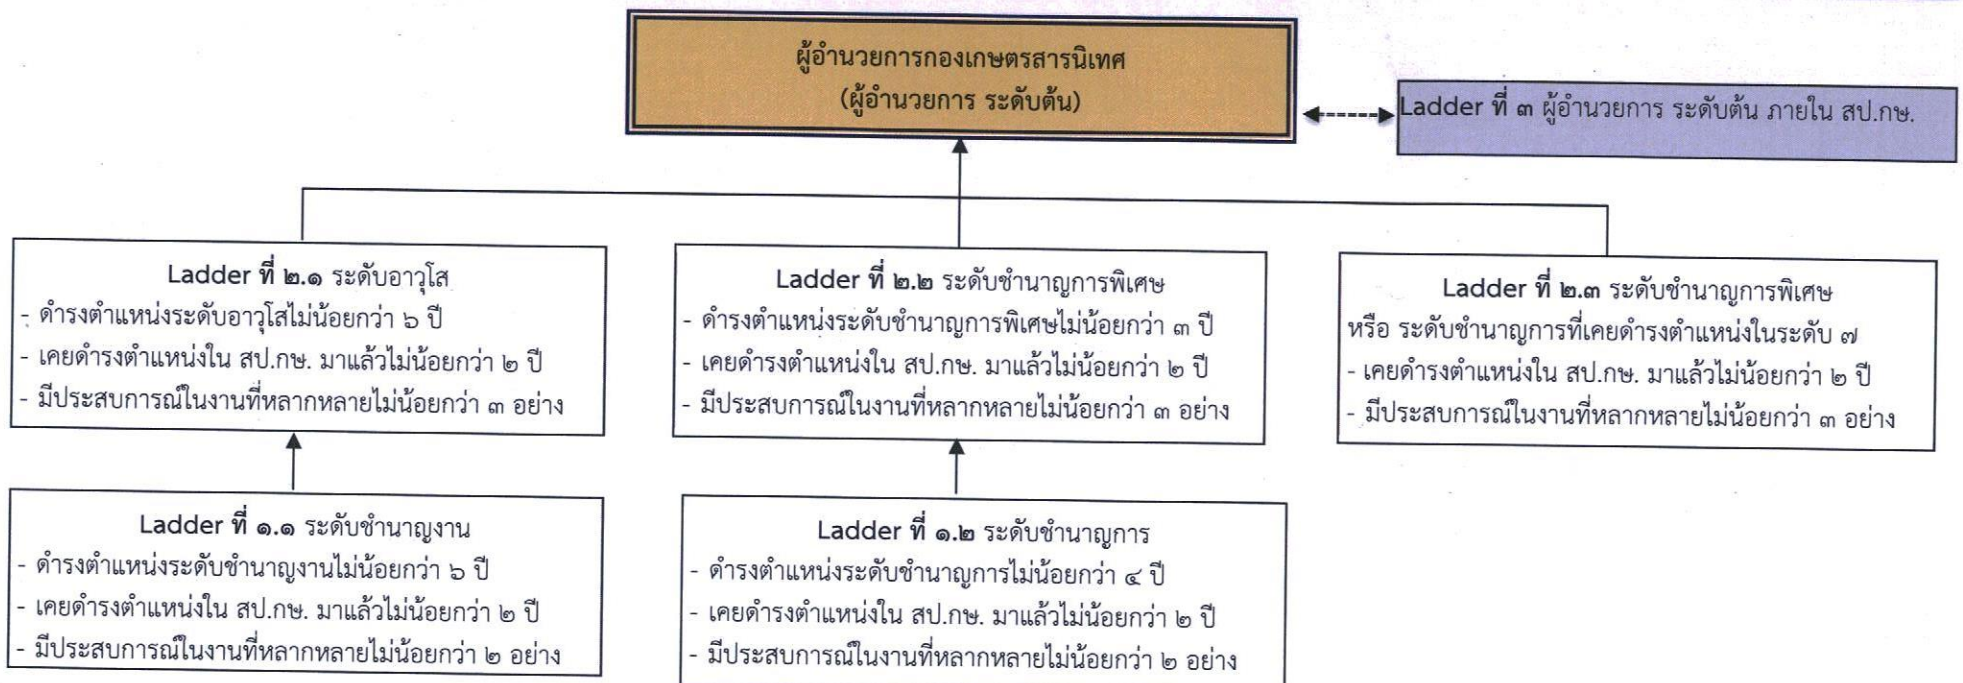 ผู้อำนวยการกองเกษตรสารนิเทศ
(ผู้อำนวยการ ระดับต้น)
Ladder ที่ ๓ ผู้อำนวยการ ระดับต้น ภายใน สป.กษ.
Ladder ที่ ๒.๑ ระดับอาวุโส
- ดำรงตำแหน่งระดับอาวุโสไม่น้อยกว่า ๖ ปี
- เคยดำรงตำแหน่งใน สป.กษ. มาแล้วไม่น้อยกว่า ๒ ปี
- มีประสบการณ์ในงานที่หลากหลายไม่น้อยกว่า ๓ อย่าง
Ladder ที่ ๒.๒ ระดับชำนาญการพิเศษ
- ดำรงตำแหน่งระดับชำนาญการพิเศษไม่น้อยกว่า ๓ ปี
- เคยดำรงตำแหน่งใน สป.กษ. มาแล้วไม่น้อยกว่า ๒ ปี
- มีประสบการณ์ในงานที่หลากหลายไม่น้อยกว่า ๓ อย่าง
Ladder ที่ ๒.๓ ระดับชำนาญการพิเศษ
หรือ ระดับชำนาญการที่เคยดำรงตำแหน่งในระดับ ๗
- เคยดำรงตำแหน่งใน สป.กษ. มาแล้วไม่น้อยกว่า ๒ ปี
- มีประสบการณ์ในงานที่หลากหลายไม่น้อยกว่า ๓ อย่าง
Ladder ที่ ๑.๑ ระดับชำนาญงาน
- ดำรงตำแหน่งระดับชำนาญงานไม่น้อยกว่า ๖ ปี
- เคยดำรงตำแหน่งใน สป.กษ. มาแล้วไม่น้อยกว่า ๒ ปี
- มีประสบการณ์ในงานที่หลากหลายไม่น้อยกว่า ๒ อย่าง
Ladder ที่ ๑.๒ ระดับชำนาญการ
- ดำรงตำแหน่งระดับชำนาญการไม่น้อยกว่า ๔ ปี
- เคยดำรงตำแหน่งใน สป.กษ. มาแล้วไม่น้อยกว่า ๒ ปี
- มีประสบการณ์ในงานที่หลากหลายไม่น้อยกว่า ๒ อย่าง